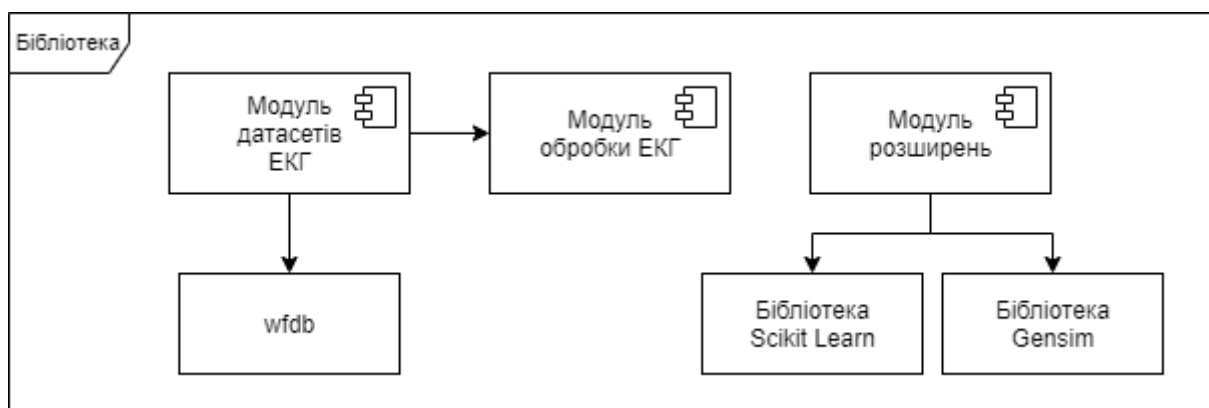 Бібліотека
Модуль
датасетів
ЕКГ
Модуль
обробки ЕКГ
Модуль
розширень
wfdb
Бібліотека
Scikit Learn
Бібліотека
Gensim